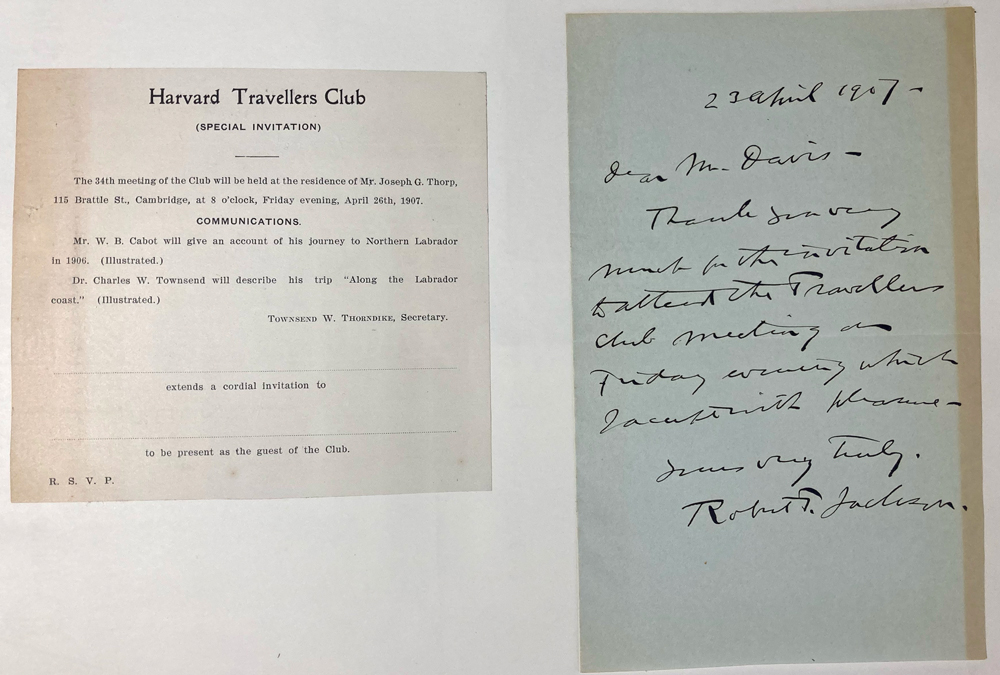 Harvard Travellers Club
(SPECIAL INVITATION)
The 34th meeting of the Club will be held at the residence of Mr. Joseph G. Thorp,
115 Brattle St., Cambridge, at 8 o'clock, Friday evening, April 26th, 1907.
COMMUNICATIONS.
Mr. W. B. Cabot will give an account of his journey to Northern Labrador
in 1906. (Illustrated.)
Dr. Charles W. Townsend will describe his trip "Along the Labrador
coast." (Illustrated.)
TOWNSEND W. THORNDIKE, Secretary.
extends a cordial invitation to
to be present as the guest of the Club.
R. S. V. P.
23 April 1907 -
Dear Mr. Davis -
Thank you very
much for the invitation
to attend the Travellers
Club meeting on
Friday evening which
I accept with pleasure -
Yours very truly.
Robert T. Jackson.